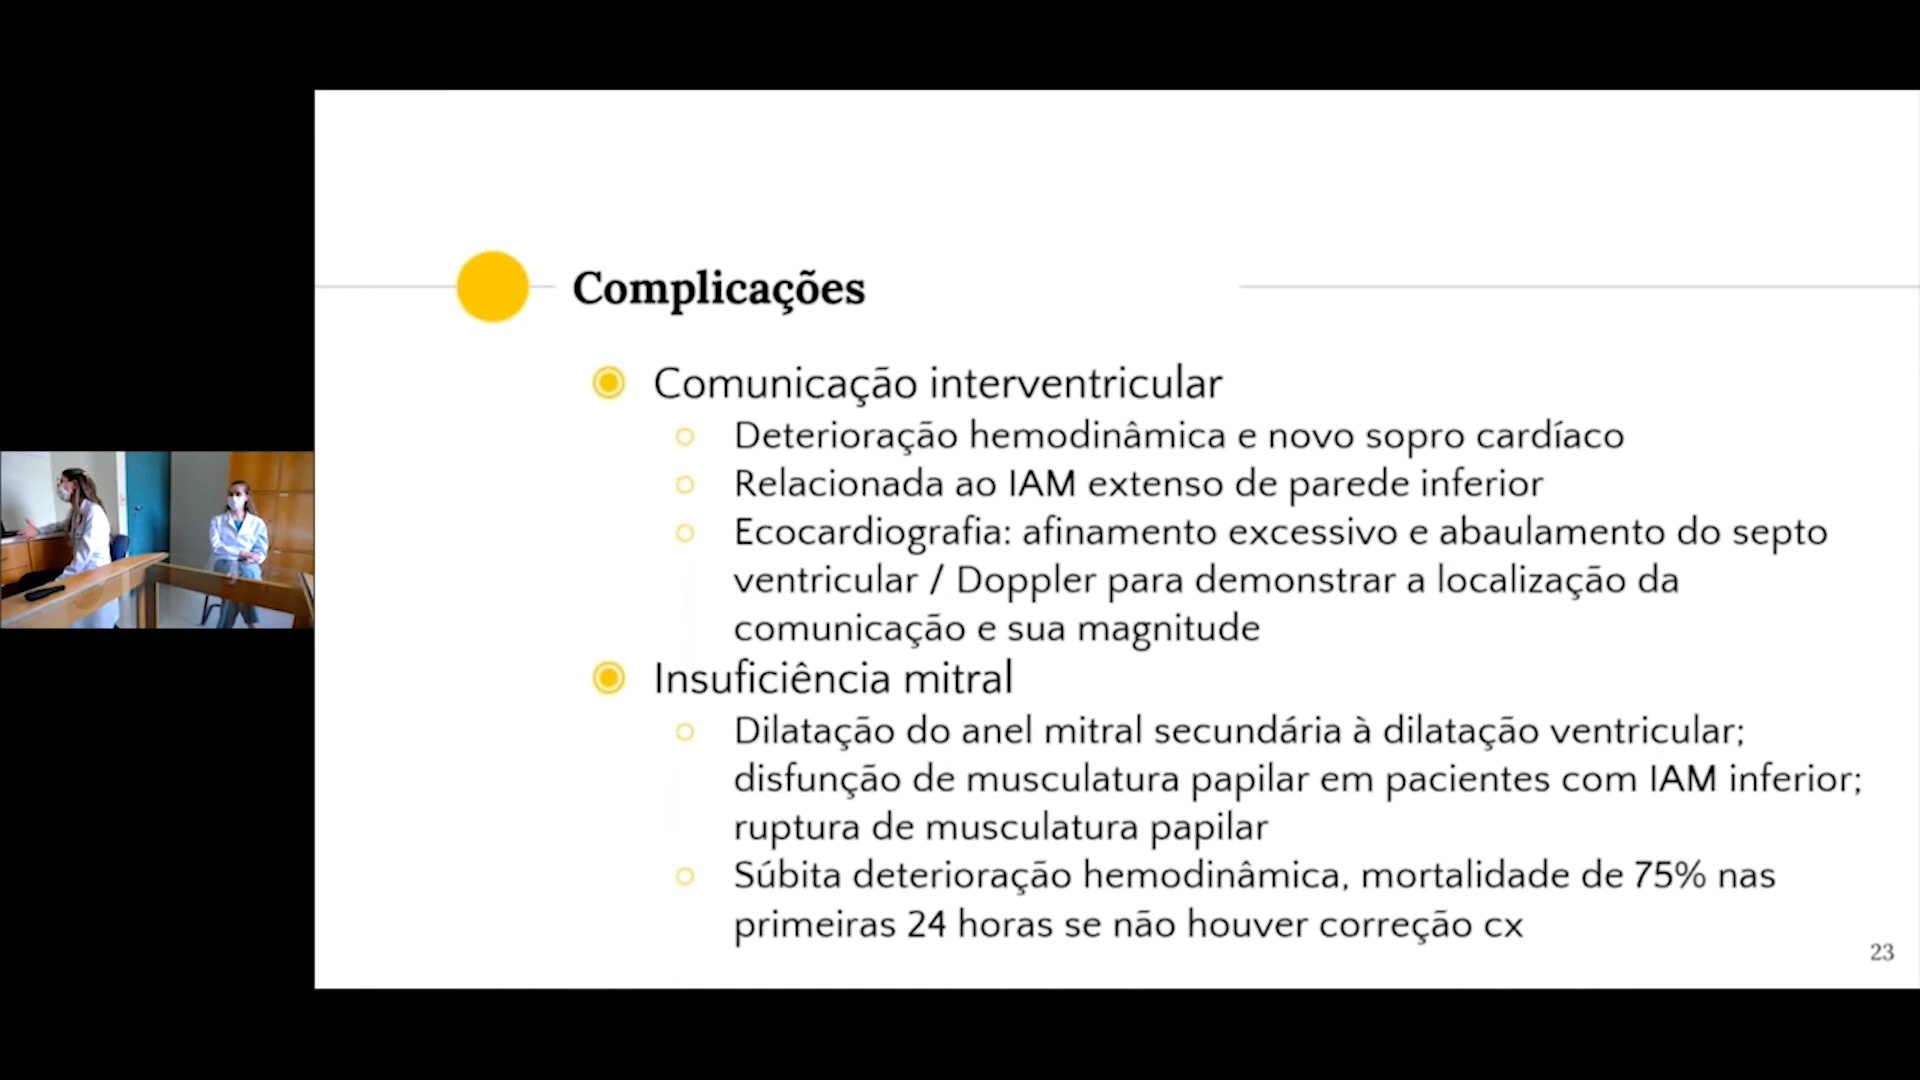 Complicações
Comunicação interventricular
Deterioração hemodinâmica e novo sopro cardíaco
Relacionada ao IAM extenso de parede inferior
Ecocardiografia: afinamento excessivo e abaulamento do septo
ventricular / Doppler para demonstrar a localização da
comunicação e sua magnitude
Insuficiência mitral
Dilatação do anel mitral secundária à dilatação ventricular;
disfunção de musculatura papilar em pacientes com IAM inferior;
ruptura de musculatura papilar
Súbita deterioração hemodinâmica, mortalidade de 75% nas
primeiras 24 horas se não houver correção cx
23